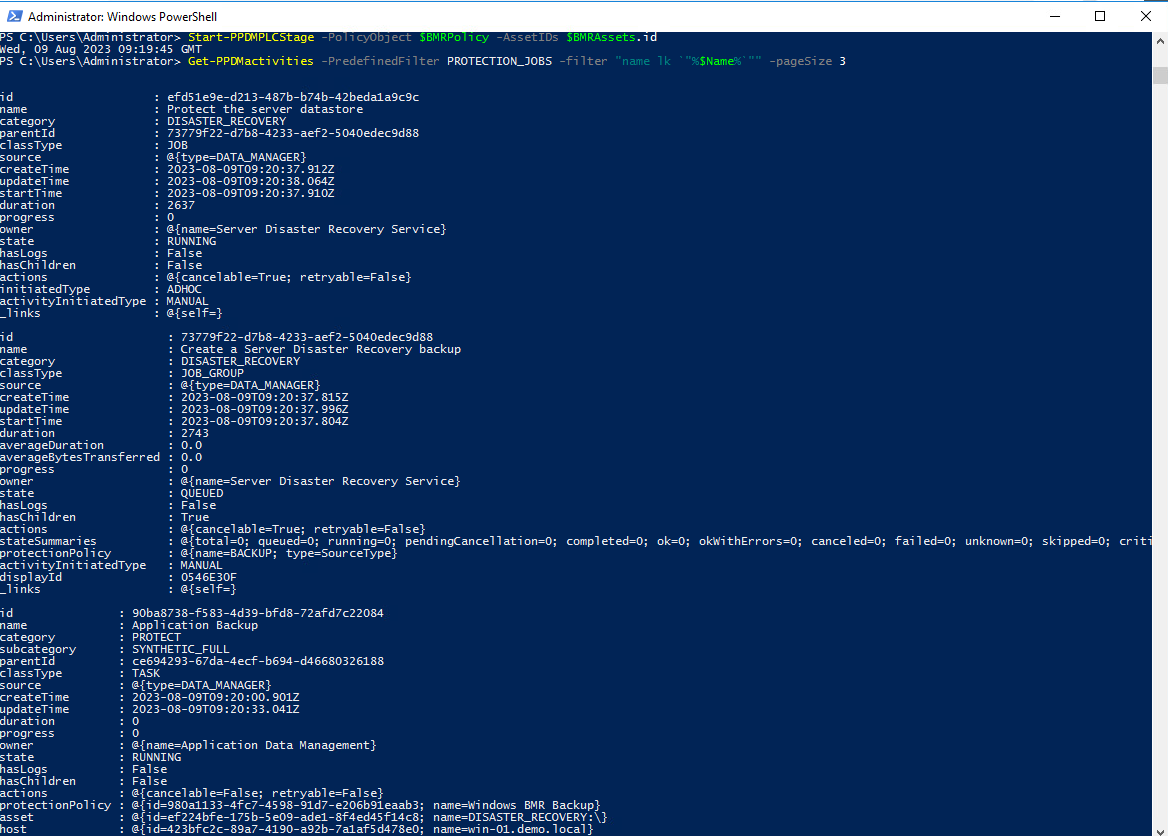 Administrator: Windows PowerShell
PS C:\Users\Administrator> Start-PPDMPLCStage -PolicyObject $BMRPolicy -AssetIDs $BMRAssets.id
Wed, 09 Aug 2023 09:19:45 GMT
PS C:\Users\Administrator> Get-PPDMactivities -PredefinedFilter PROTECTION_JOBS -filter "name lk `"%$Name%`"" -pageSize 3
id : efd51e9e-d213-487b-b74b-42beda1a9c9c
name : Protect the server datastore
category : DISASTER_RECOVERY
parentId : 73779f22-d7b8-4233-aef2-5040edec9d88
classType : JOB
source : @{type=DATA_MANAGER}
createTime : 2023-08-09T09:20:37.912Z
updateTime : 2023-08-09T09:20:38.064Z
startTime : 2023-08-09T09:20:37.910Z
duration : 2637
progress : 0
owner : @{name=Server Disaster Recovery Service}
state : RUNNING
hasLogs : False
hasChildren : False
actions : @{cancelable=True; retryable=False}
initiatedType : ADHOC
activityInitiatedType : MANUAL
_links : @{self=}
id : 73779f22-d7b8-4233-aef2-5040edec9d88
name : Create a Server Disaster Recovery backup
category : DISASTER_RECOVERY
classType : JOB_GROUP
source : @{type=DATA_MANAGER}
createTime : 2023-08-09T09:20:37.815Z
updateTime : 2023-08-09T09:20:37.996Z
startTime : 2023-08-09T09:20:37.804Z
duration : 2743
averageDuration : 0.0
averageBytesTransferred : 0.0
progress : 0
owner : @{name=Server Disaster Recovery Service}
state : QUEUED
hasLogs : False
hasChildren : True
actions : @{cancelable=True; retryable=False}
stateSummaries : @{total=0; queued=0; running=0; pendingCancellation=0; completed=0; ok=0; okWithErrors=0; canceled=0; failed=0; unknown=0; skipped=0; criti
protectionPolicy : @{name=BACKUP; type=SourceType}
activityInitiatedType : MANUAL
displayId : 0546E30F
_links : @{self=}
id : 90ba8738-f583-4d39-bfd8-72afd7c22084
name : Application Backup
category : PROTECT
subcategory : SYNTHETIC_FULL
parentId : ce694293-67da-4ecf-b694-d46680326188
classType : TASK
source : @{type=DATA_MANAGER}
createTime : 2023-08-09T09:20:00.901Z
updateTime : 2023-08-09T09:20:33.041Z
duration : 0
progress : 0
owner : @{name=Application Data Management}
state : RUNNING
hasLogs : False
hasChildren : False
actions : @{cancelable=False; retryable=False}
protectionPolicy : @{id=980a1133-4fc7-4598-91d7-e206b91eaab3; name=Windows BMR Backup}
asset : @{id=ef224bfe-175b-5e09-ade1-8f4ed45f14c8; name=DISASTER_RECOVERY:\}
host : @{id=423bfc2c-89a7-4190-a92b-7a1af5d478e0; name=win-01.demo.local}